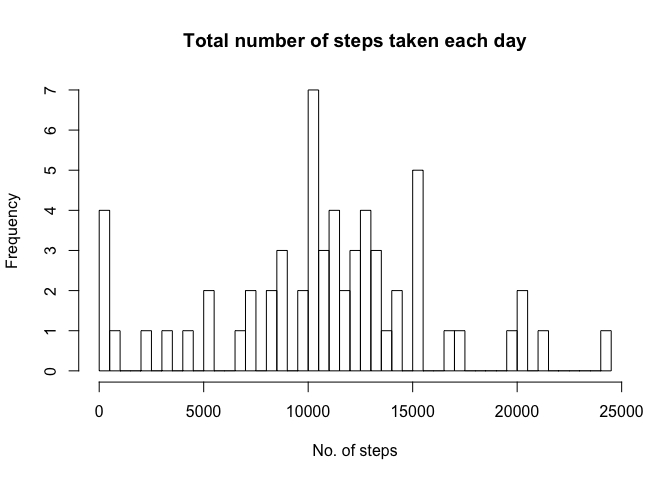 Total number of steps taken each day
7
6
5
4
3
2
1
0
Frequency
0 5000 10000 15000 20000 25000
No. of steps